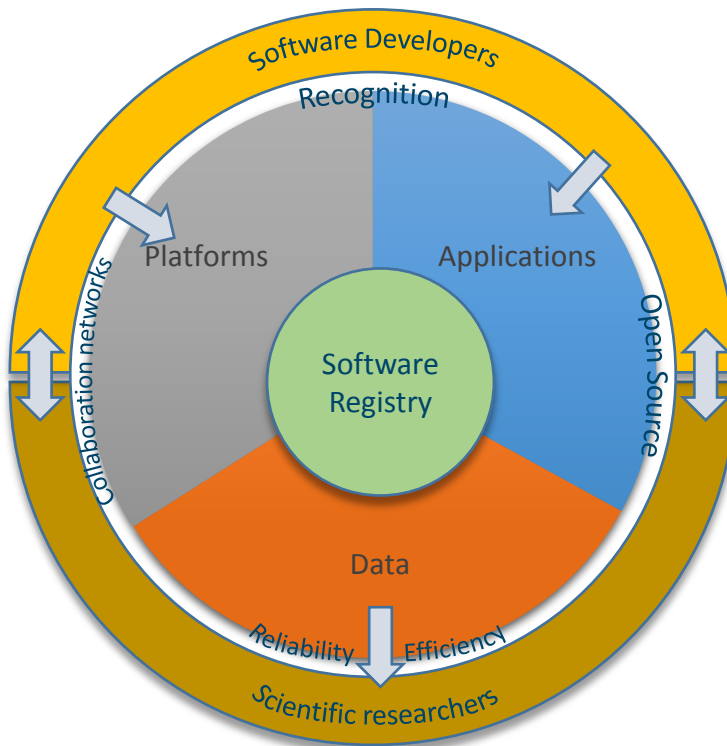 Software Developers
Recognition
Platforms
Applications
Collaboration networks
Open Source
Software
Registry
Data
Reliability
Efficiency
Scientific researchers